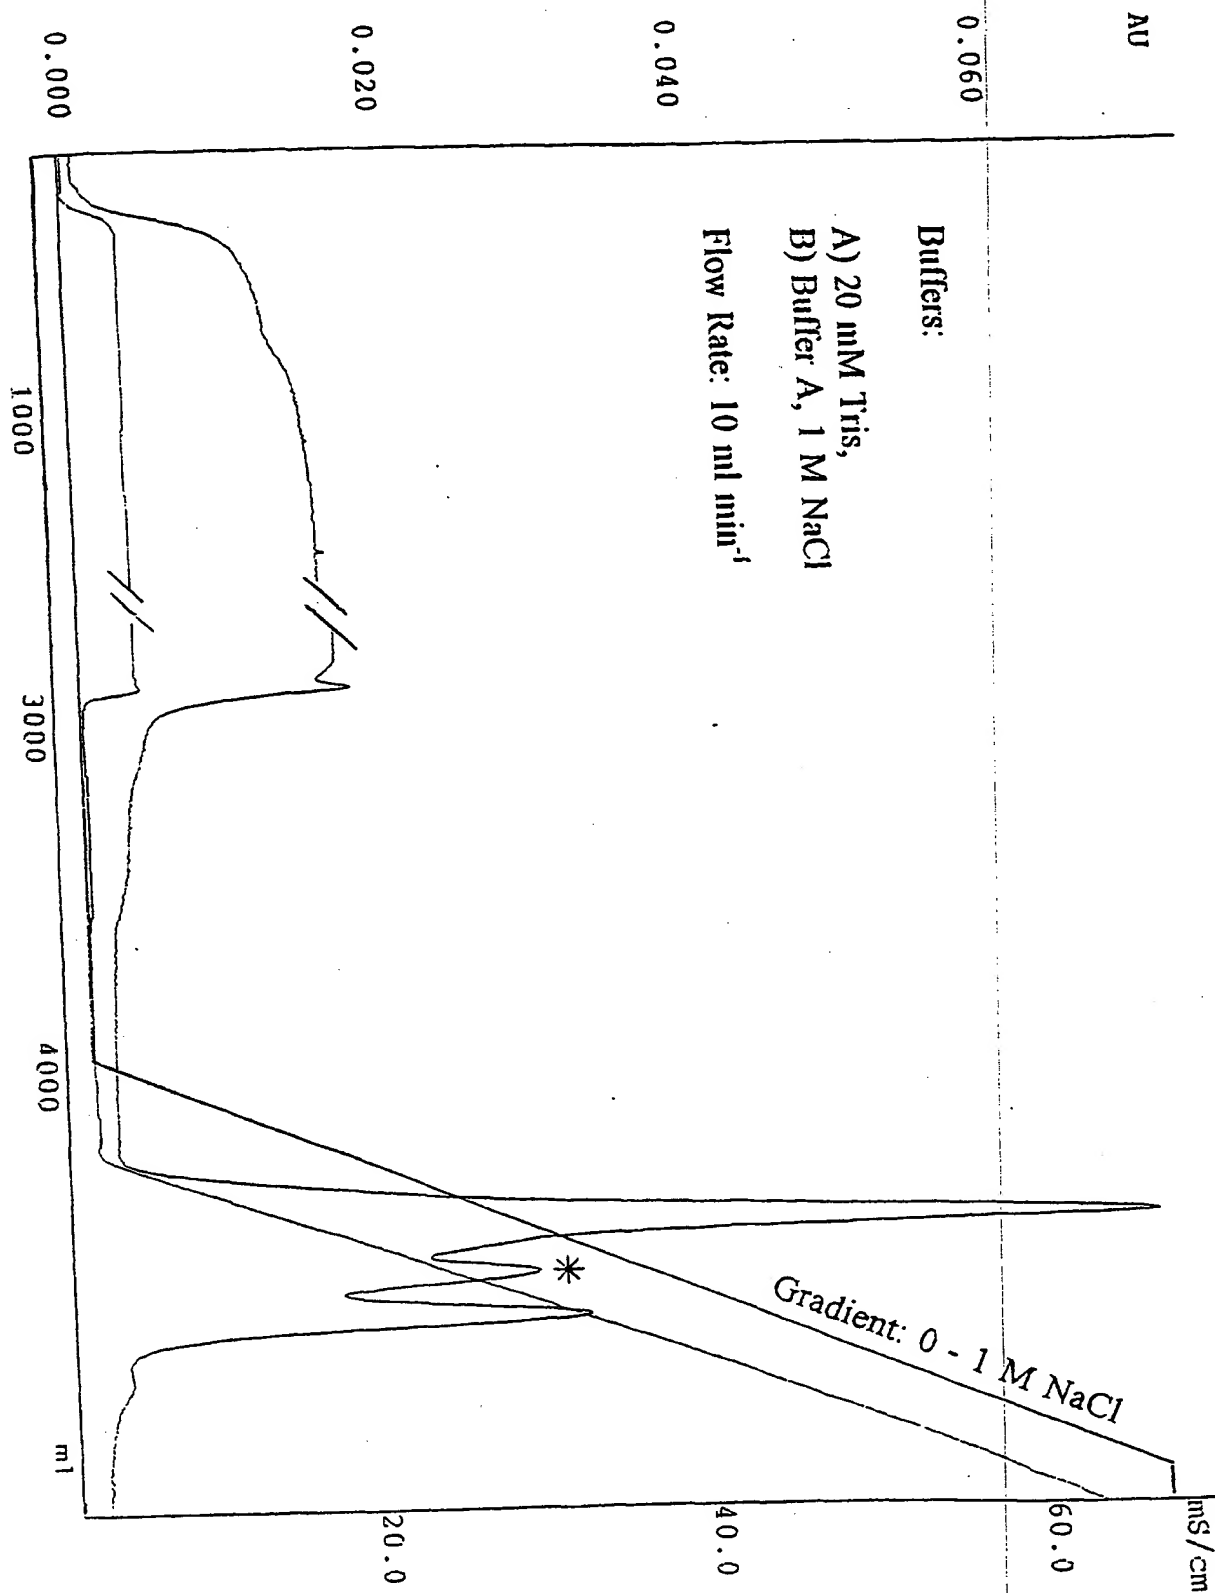 AU
0.060
0.040
0.020
0.000
Buffers:
A) 20 mM Tris,
B) Buffer A, 1 M NaCl
Flow Rate: 10 ml min⁻¹
*
Gradient: 0 - 1 M NaCl
mS/cm
60.0
40.0
20.0
1000
3000
4000
ml